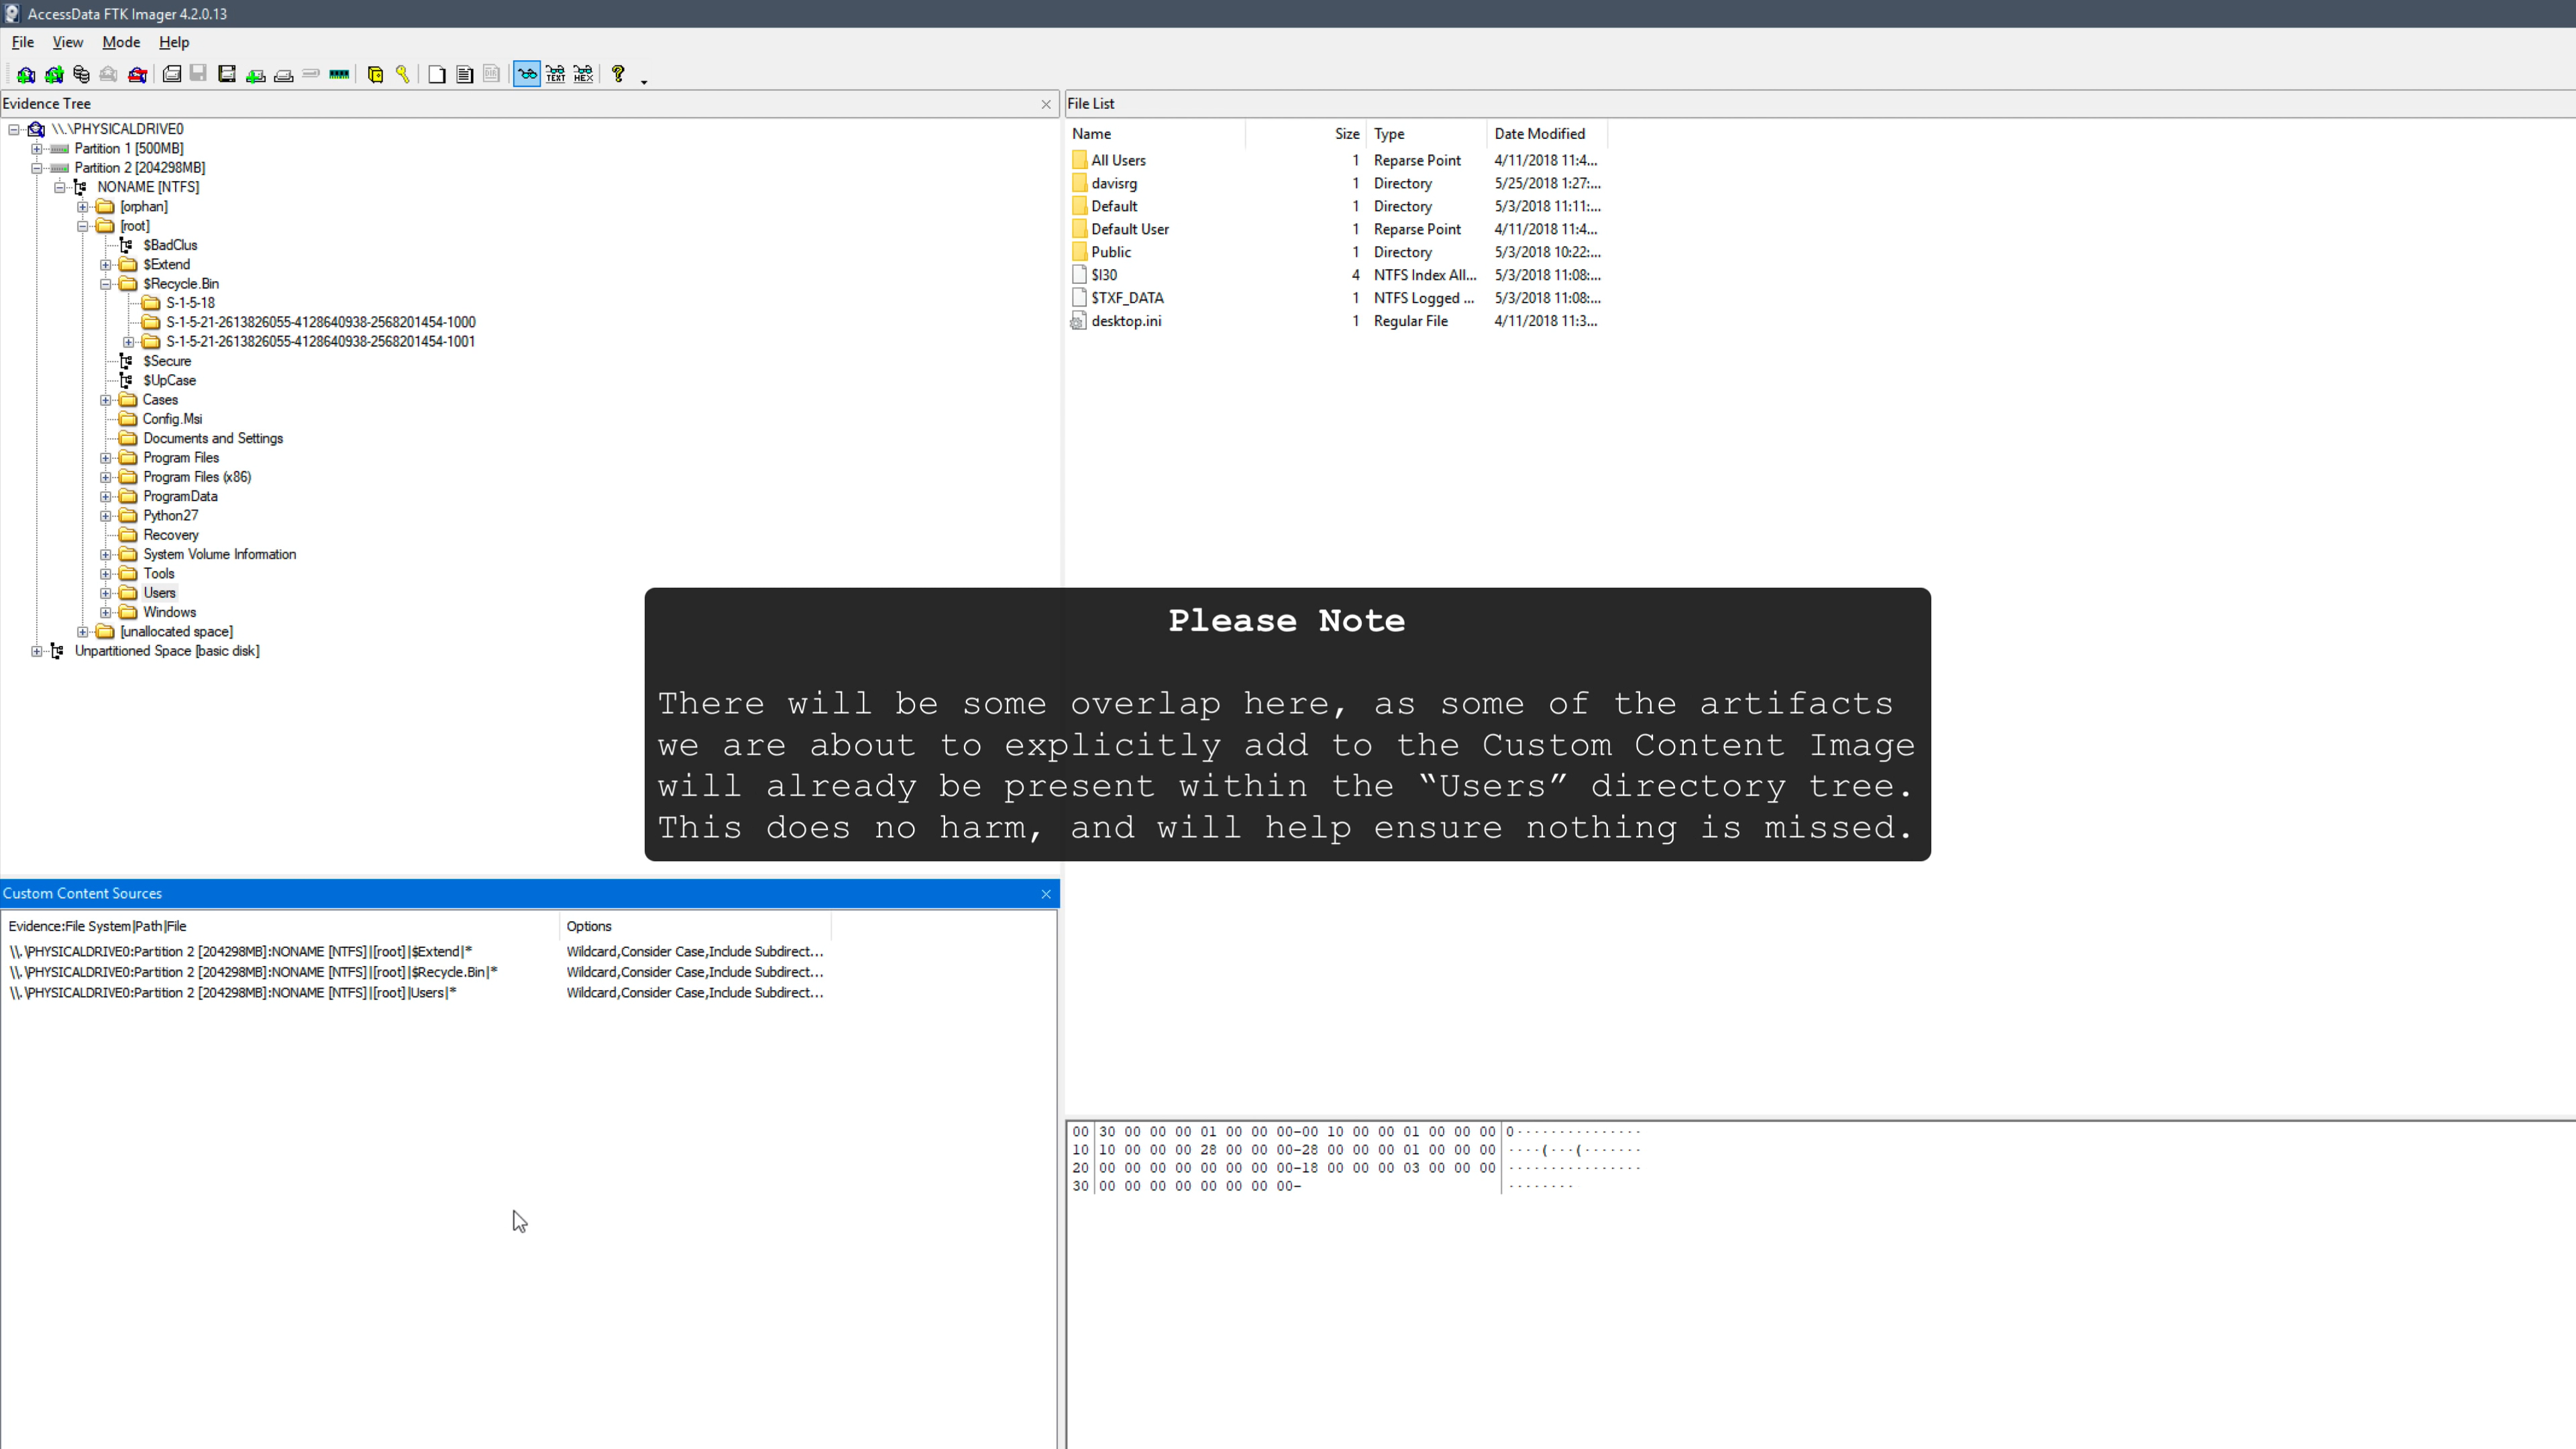 AccessData FTK Imager 4.2.0.13
File View Mode Help
TEXT HEX ?
Evidence Tree
\\.\PHYSICALDRIVE0
Partition 1 [500MB]
Partition 2 [204298MB]
NONAME [NTFS]
[orphan]
[root]
$BadClus
$Extend
$Recycle.Bin
S-1-5-18
S-1-5-21-2613826055-4128640938-2568201454-1000
S-1-5-21-2613826055-4128640938-2568201454-1001
$Secure
$UpCase
Cases
Config.Msi
Documents and Settings
Program Files
Program Files (x86)
ProgramData
Python27
Recovery
System Volume Information
Tools
Users
Windows
[unallocated space]
Unpartitioned Space [basic disk]
File List
Name Size Type Date Modified
All Users 1 Reparse Point 4/11/2018 11:4...
davisrg 1 Directory 5/25/2018 1:27:...
Default 1 Directory 5/3/2018 11:11:...
Default User 1 Reparse Point 4/11/2018 11:4...
Public 1 Directory 5/3/2018 10:22:...
$I30 4 NTFS Index All... 5/3/2018 11:08:...
$TXF_DATA 1 NTFS Logged ... 5/3/2018 11:08:...
desktop.ini 1 Regular File 4/11/2018 11:3...
Please Note
There will be some overlap here, as some of the artifacts
we are about to explicitly add to the Custom Content Image
will already be present within the “Users” directory tree.
This does no harm, and will help ensure nothing is missed.
Custom Content Sources
Evidence:File System|Path|File Options
\\.\PHYSICALDRIVE0:Partition 2 [204298MB]:NONAME [NTFS]|[root]|$Extend|* Wildcard,Consider Case,Include Subdirect...
\\.\PHYSICALDRIVE0:Partition 2 [204298MB]:NONAME [NTFS]|[root]|$Recycle.Bin|* Wildcard,Consider Case,Include Subdirect...
\\.\PHYSICALDRIVE0:Partition 2 [204298MB]:NONAME [NTFS]|[root]|Users|* Wildcard,Consider Case,Include Subdirect...
00 30 00 00 00 01 00 00 00-00 10 00 00 01 00 00 00 0···············
10 10 00 00 00 28 00 00 00-28 00 00 00 01 00 00 00 ····(···(·······
20 00 00 00 00 00 00 00 00-18 00 00 00 03 00 00 00 ················
30 00 00 00 00 00 00 00 00- ········